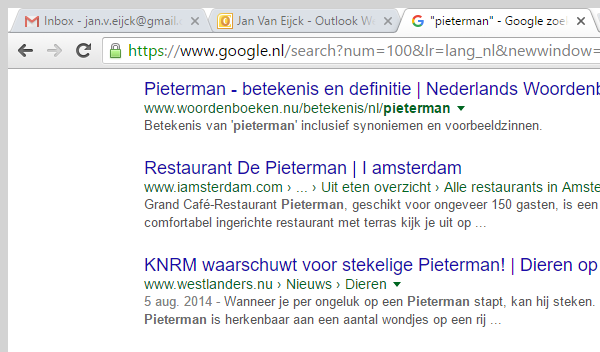 Inbox - jan.v.eijck@gmail.
Jan Van Eijck - Outlook W
"pieterman" - Google zoe
https://www.google.nl/search?num=100&lr=lang_nl&newwindow=
Pieterman - betekenis en definitie | Nederlands Woordenb
www.woordenboeken.nu/betekenis/nl/pieterman
Betekenis van 'pieterman' inclusief synoniemen en voorbeeldzinnen.
Restaurant De Pieterman | I amsterdam
www.iamsterdam.com › ... › Uit eten overzicht › Alle restaurants in Amste
Grand Café-Restaurant Pieterman, geschikt voor ongeveer 150 gasten, is een
comfortabel ingerichte restaurant met terras kijk je uit op ...
KNRM waarschuwt voor stekelige Pieterman! | Dieren op
www.westlanders.nu › Nieuws › Dieren
5 aug. 2014 - Wanneer je per ongeluk op een Pieterman stapt, kan hij steken.
Pieterman is herkenbaar aan een aantal wondjes op een rij ...